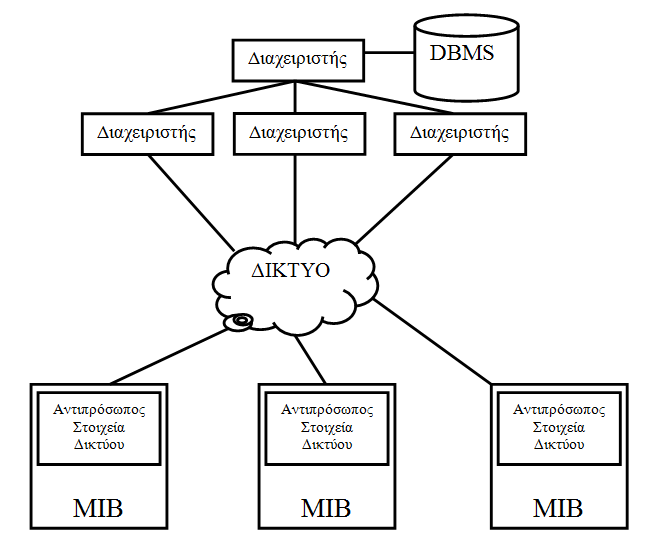 Διαχειριστής
DBMS
Διαχειριστής
Διαχειριστής
Διαχειριστής
ΔΙΚΤΥΟ
Αντιπρόσωπος
Στοιχεία
Δικτύου
MIB
Αντιπρόσωπος
Στοιχεία
Δικτύου
MIB
Αντιπρόσωπος
Στοιχεία
Δικτύου
MIB